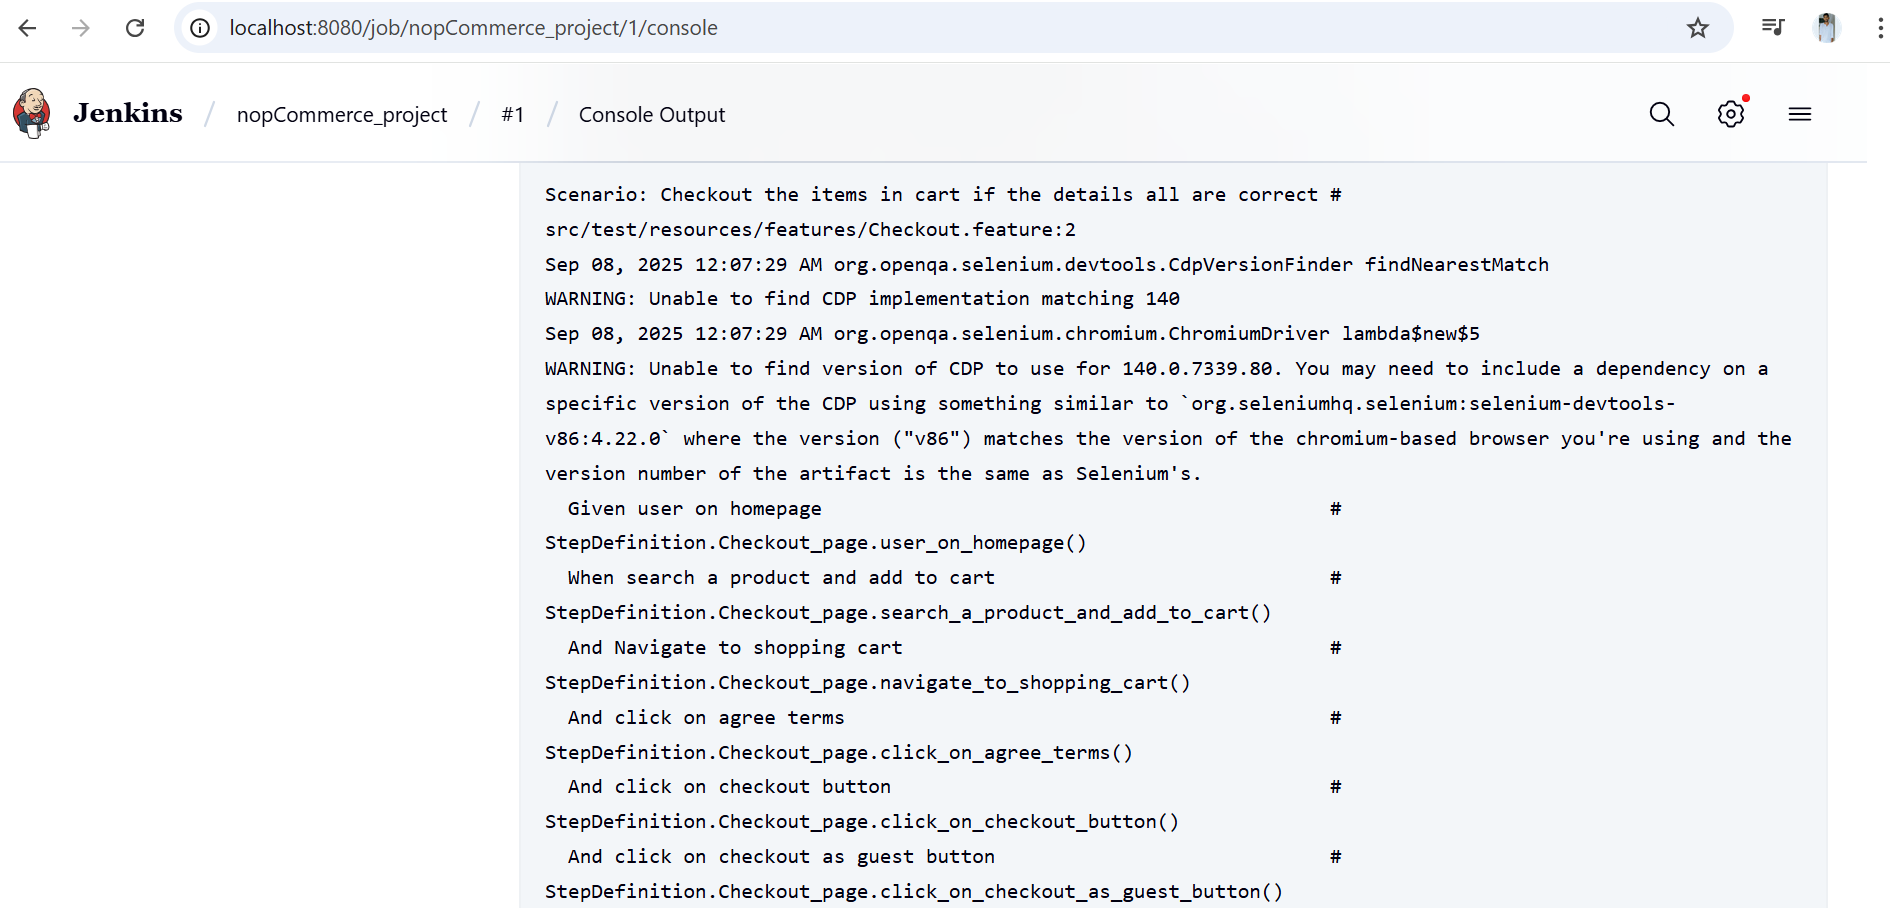 localhost:8080/job/nopCommerce_project/1/console
Jenkins / nopCommerce_project / #1 / Console Output
Scenario: Checkout the items in cart if the details all are correct #
src/test/resources/features/Checkout.feature:2
Sep 08, 2025 12:07:29 AM org.openqa.selenium.devtools.CdpVersionFinder findNearestMatch
WARNING: Unable to find CDP implementation matching 140
Sep 08, 2025 12:07:29 AM org.openqa.selenium.chromium.ChromiumDriver lambda$new$5
WARNING: Unable to find version of CDP to use for 140.0.7339.80. You may need to include a dependency on a
specific version of the CDP using something similar to `org.seleniumhq.selenium:selenium-devtools-
v86:4.22.0` where the version ("v86") matches the version of the chromium-based browser you're using and the
version number of the artifact is the same as Selenium's.
  Given user on homepage #
StepDefinition.Checkout_page.user_on_homepage()
  When search a product and add to cart #
StepDefinition.Checkout_page.search_a_product_and_add_to_cart()
  And Navigate to shopping cart #
StepDefinition.Checkout_page.navigate_to_shopping_cart()
  And click on agree terms #
StepDefinition.Checkout_page.click_on_agree_terms()
  And click on checkout button #
StepDefinition.Checkout_page.click_on_checkout_button()
  And click on checkout as guest button #
StepDefinition.Checkout_page.click_on_checkout_as_guest_button()